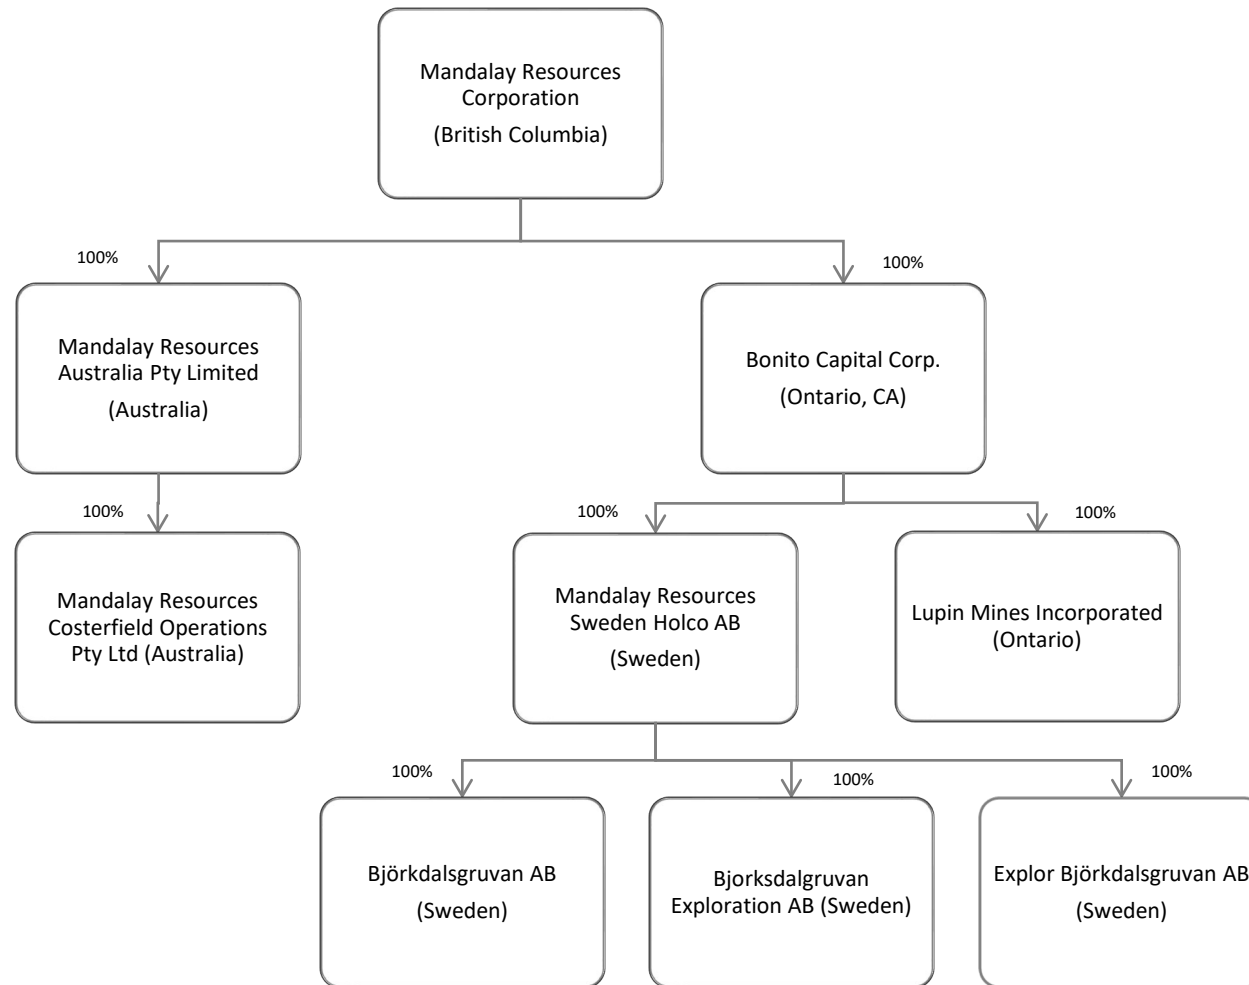 Mandalay Resources
Corporation
(British Columbia)
100%
100%
Mandalay Resources
Australia Pty Limited
(Australia)
Bonito Capital Corp.
(Ontario, CA)
100%
100%
100%
Mandalay Resources
Costerfield Operations
Pty Ltd (Australia)
Mandalay Resources
Sweden Holco AB
(Sweden)
Lupin Mines Incorporated
(Ontario)
100%
100%
100%
Björkdalsgruvan AB
(Sweden)
Bjorksdalgruvan
Exploration AB (Sweden)
Explor Björkdalsgruvan AB
(Sweden)